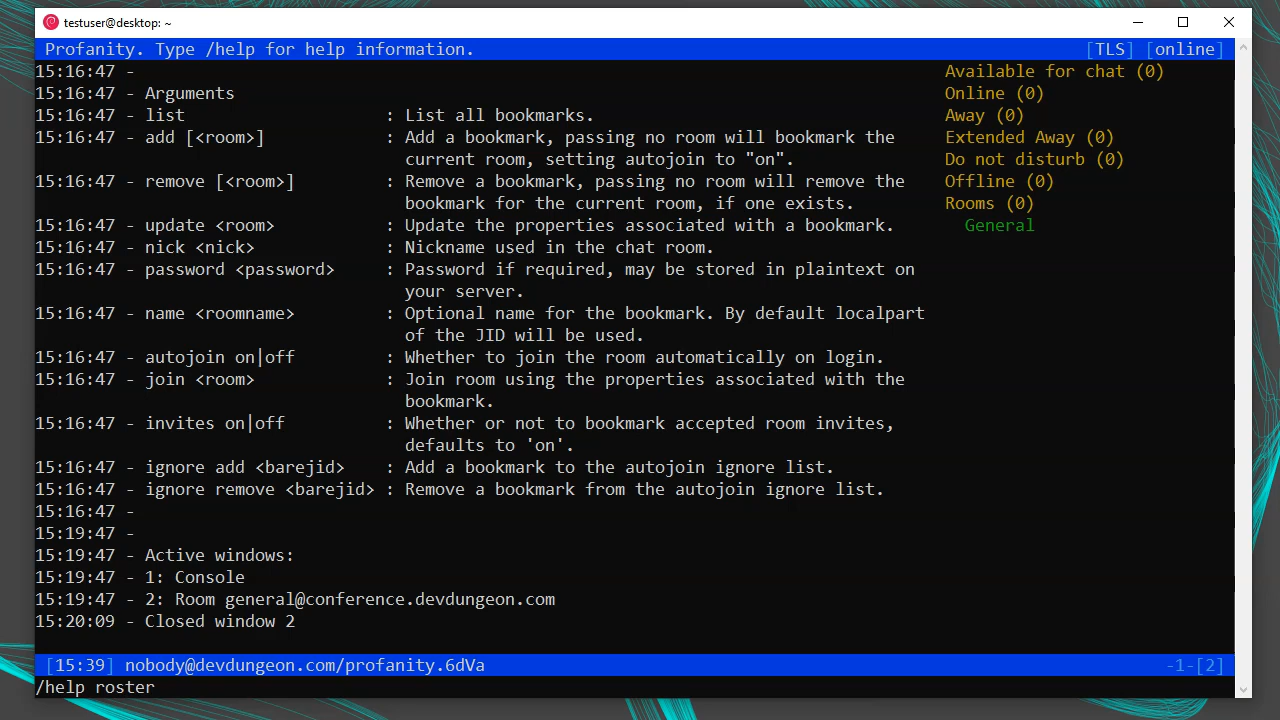 testuser@desktop: ~
Profanity. Type /help for help information. [TLS] [online]
15:16:47 -
15:16:47 - Arguments
15:16:47 - list : List all bookmarks.
15:16:47 - add [<room>] : Add a bookmark, passing no room will bookmark the
current room, setting autojoin to "on".
15:16:47 - remove [<room>] : Remove a bookmark, passing no room will remove the
bookmark for the current room, if one exists.
15:16:47 - update <room> : Update the properties associated with a bookmark.
15:16:47 - nick <nick> : Nickname used in the chat room.
15:16:47 - password <password> : Password if required, may be stored in plaintext on
your server.
15:16:47 - name <roomname> : Optional name for the bookmark. By default localpart
of the JID will be used.
15:16:47 - autojoin on|off : Whether to join the room automatically on login.
15:16:47 - join <room> : Join room using the properties associated with the
bookmark.
15:16:47 - invites on|off : Whether or not to bookmark accepted room invites,
defaults to 'on'.
15:16:47 - ignore add <barejid> : Add a bookmark to the autojoin ignore list.
15:16:47 - ignore remove <barejid> : Remove a bookmark from the autojoin ignore list.
15:16:47 -
15:19:47 -
15:19:47 - Active windows:
15:19:47 - 1: Console
15:19:47 - 2: Room general@conference.devdungeon.com
15:20:09 - Closed window 2
Available for chat (0)
Online (0)
Away (0)
Extended Away (0)
Do not disturb (0)
Offline (0)
Rooms (0)
General
[15:39] nobody@devdungeon.com/profanity.6dVa -1-[2]
/help roster